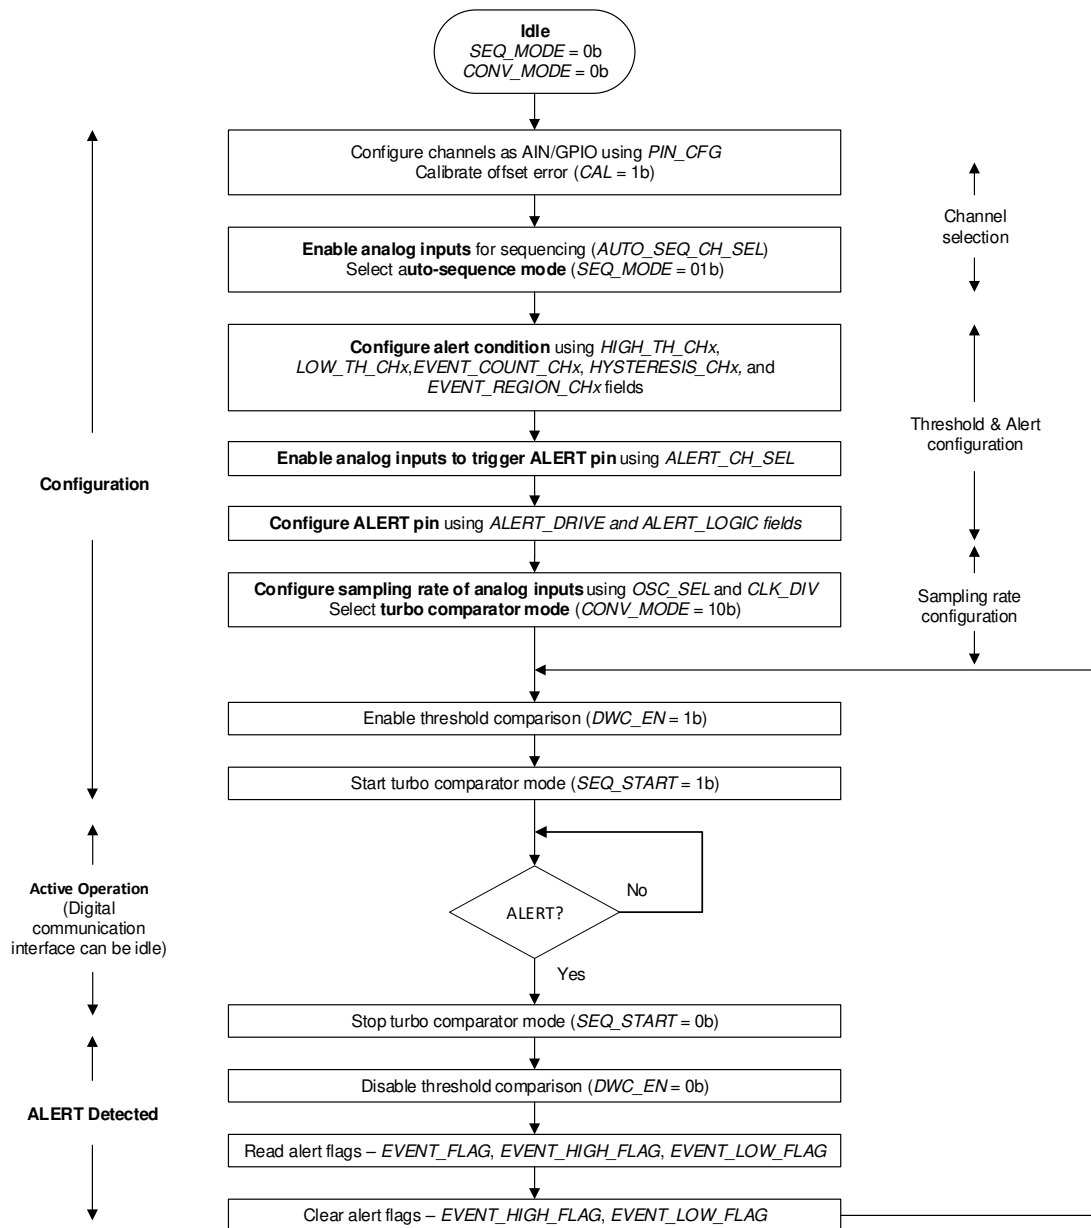 Idle
SEQ_MODE = 0b
CONV_MODE = 0b
Configure channels as AIN/GPIO using PIN_CFG
Calibrate offset error (CAL = 1b)
Channel
selection
Enable analog inputs for sequencing (AUTO_SEQ_CH_SEL)
Select auto-sequence mode (SEQ_MODE = 01b)
Configure alert condition using HIGH_TH_CHx,
LOW_TH_CHx,EVENT_COUNT_CHx, HYSTERESIS_CHx, and
EVENT_REGION_CHx fields
Threshold & Alert
configuration
Enable analog inputs to trigger ALERT pin using ALERT_CH_SEL
Configuration
Configure ALERT pin using ALERT_DRIVE and ALERT_LOGIC fields
Configure sampling rate of analog inputs using OSC_SEL and CLK_DIV
Select turbo comparator mode (CONV_MODE = 10b)
Sampling rate
configuration
Enable threshold comparison (DWC_EN = 1b)
Start turbo comparator mode (SEQ_START = 1b)
Active Operation
(Digital
communication
interface can be idle)
ALERT?
No
Yes
Stop turbo comparator mode (SEQ_START = 0b)
Disable threshold comparison (DWC_EN = 0b)
ALERT Detected
Read alert flags – EVENT_FLAG, EVENT_HIGH_FLAG, EVENT_LOW_FLAG
Clear alert flags – EVENT_HIGH_FLAG, EVENT_LOW_FLAG